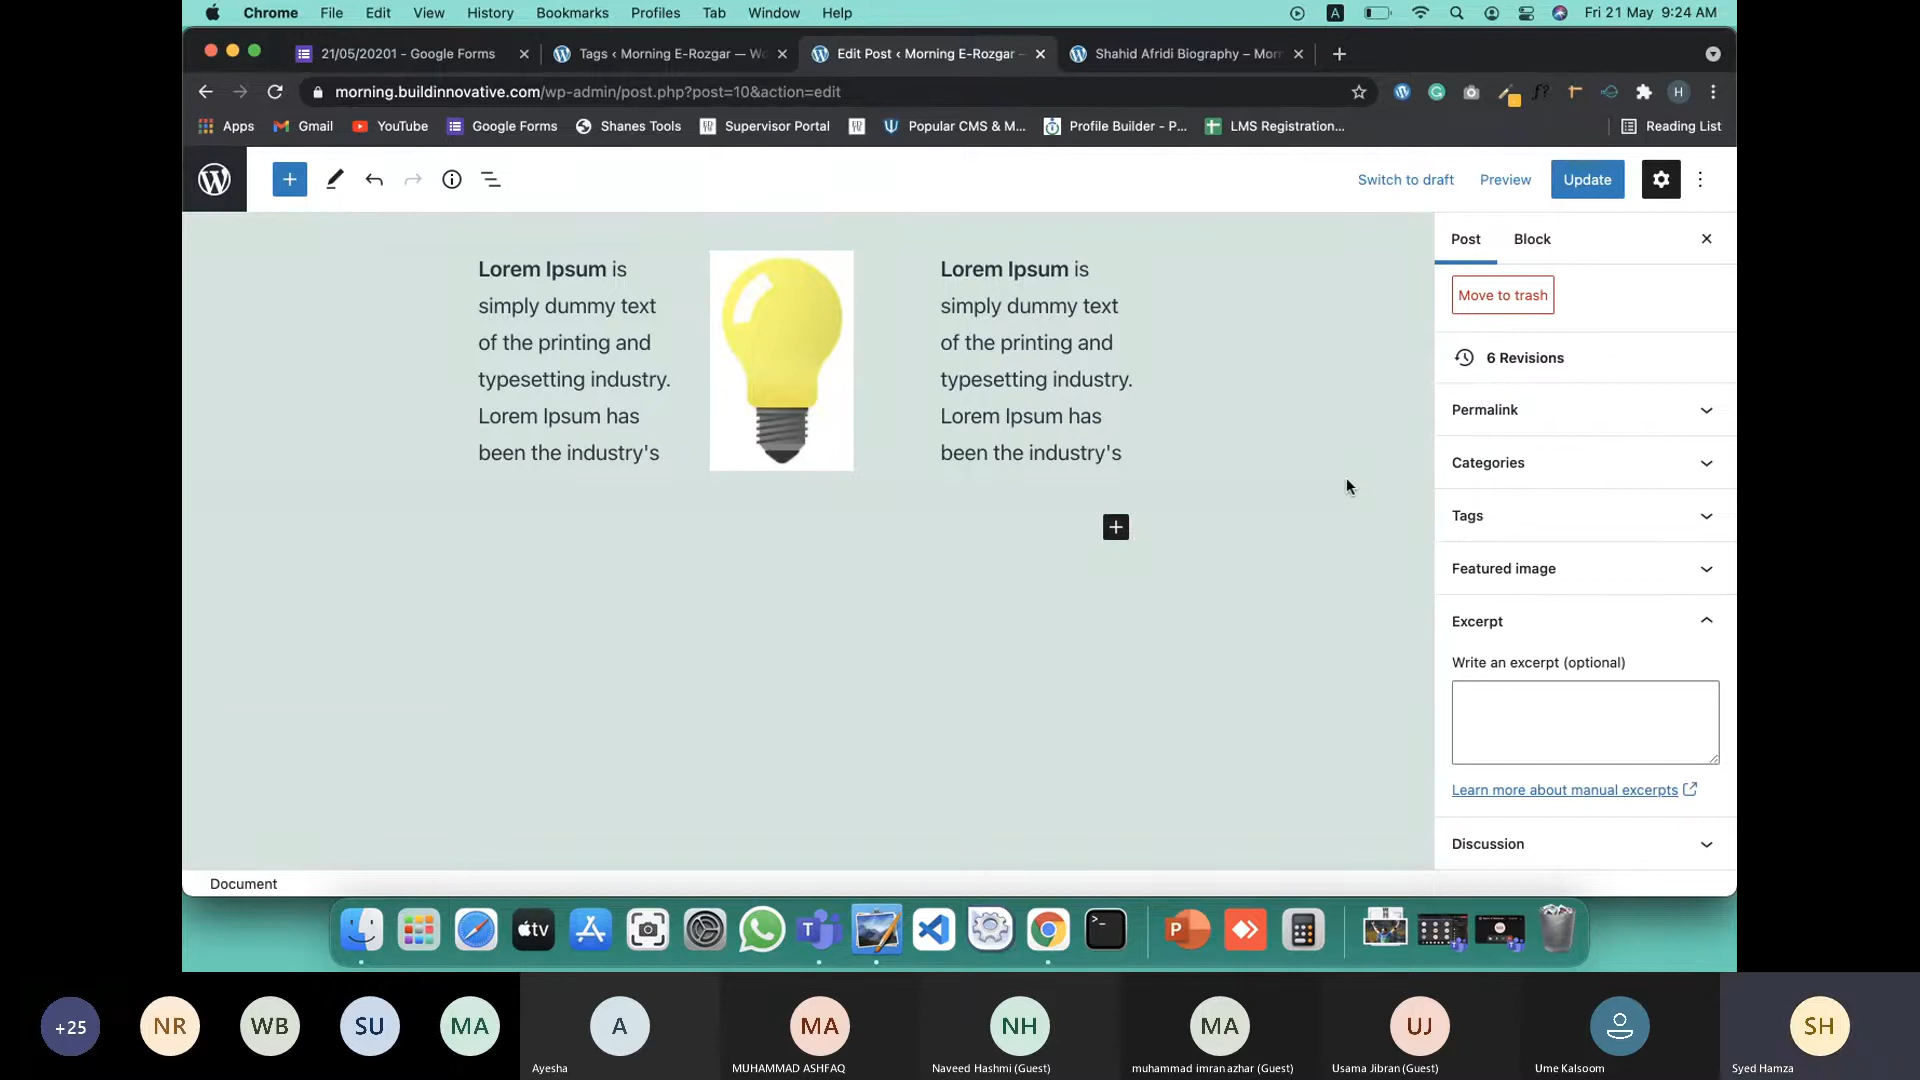 Chrome File Edit View History Bookmarks Profiles Tab Window Help
A
Fri 21 May 9:24 AM
21/05/20201 - Google Forms
Tags ‹ Morning E-Rozgar — Wo
Edit Post ‹ Morning E-Rozgar —
Shahid Afridi Biography – Morn
morning.buildinnovative.com/wp-admin/post.php?post=10&action=edit
f?
H
Apps Gmail YouTube Google Forms Shanes Tools Supervisor Portal Popular CMS & M... Profile Builder - P... LMS Registration... Reading List
Switch to draft Preview Update
Post Block
Move to trash
6 Revisions
Permalink
Categories
Tags
Featured image
Excerpt
Write an excerpt (optional)
Learn more about manual excerpts
Discussion
Lorem Ipsum is
simply dummy text
of the printing and
typesetting industry.
Lorem Ipsum has
been the industry's
Lorem Ipsum is
simply dummy text
of the printing and
typesetting industry.
Lorem Ipsum has
been the industry's
Document
tv
+25 NR WB SU MA A MA NH MA UJ SH
Ayesha MUHAMMAD ASHFAQ Naveed Hashmi (Guest) muhammad imran azhar (Guest) Usama Jibran (Guest) Ume Kalsoom Syed Hamza